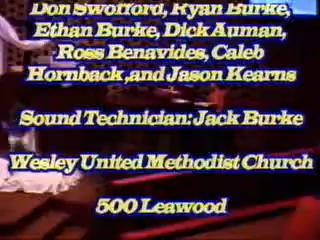 Don Swofford, Ryan Burke,
Ethan Burke, Dick Auman,
Ross Benavides, Caleb
Hornback,and Jason Kearns
Sound Technician: Jack Burke
Wesley United Methodist Church
500 Leawood